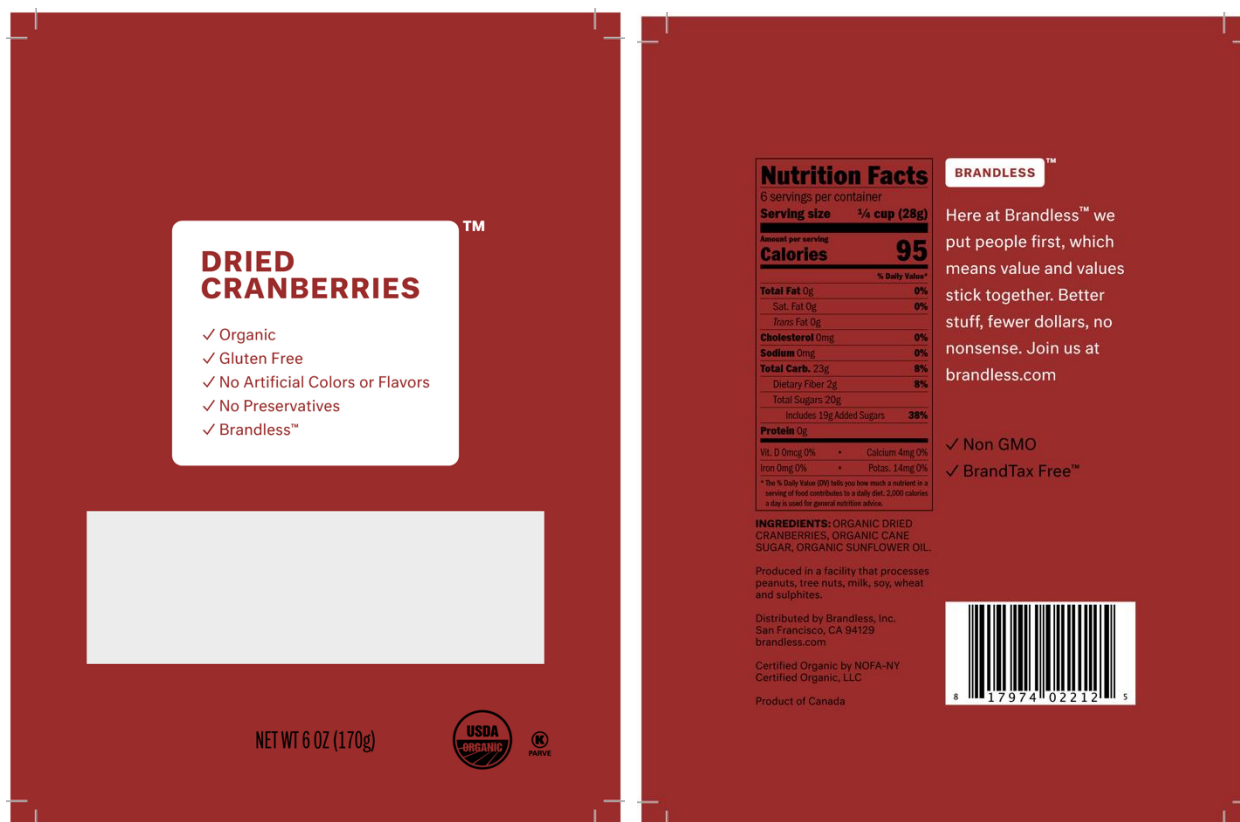 DRIED
CRANBERRIES
TM
✓ Organic
✓ Gluten Free
✓ No Artificial Colors or Flavors
✓ No Preservatives
✓ Brandless™
NET WT 6 OZ (170g)
USDA
ORGANIC
K
PARVE
Nutrition Facts
6 servings per container
Serving size ¼ cup (28g)
Amount per serving
Calories 95
% Daily Value*
Total Fat 0g 0%
Sat. Fat 0g 0%
Trans Fat 0g
Cholesterol 0mg 0%
Sodium 0mg 0%
Total Carb. 23g 8%
Dietary Fiber 2g 8%
Total Sugars 20g
Includes 19g Added Sugars 38%
Protein 0g
Vit. D 0mcg 0% • Calcium 4mg 0%
Iron 0mg 0% • Potas. 14mg 0%
* The % Daily Value (DV) tells you how much a nutrient in a
serving of food contributes to a daily diet. 2,000 calories
a day is used for general nutrition advice.
INGREDIENTS: ORGANIC DRIED
CRANBERRIES, ORGANIC CANE
SUGAR, ORGANIC SUNFLOWER OIL.
Produced in a facility that processes
peanuts, tree nuts, milk, soy, wheat
and sulphites.
Distributed by Brandless, Inc.
San Francisco, CA 94129
brandless.com
Certified Organic by NOFA-NY
Certified Organic, LLC
Product of Canada
BRANDLESS™
Here at Brandless™ we
put people first, which
means value and values
stick together. Better
stuff, fewer dollars, no
nonsense. Join us at
brandless.com
✓ Non GMO
✓ BrandTax Free™
8 17974 02212 5